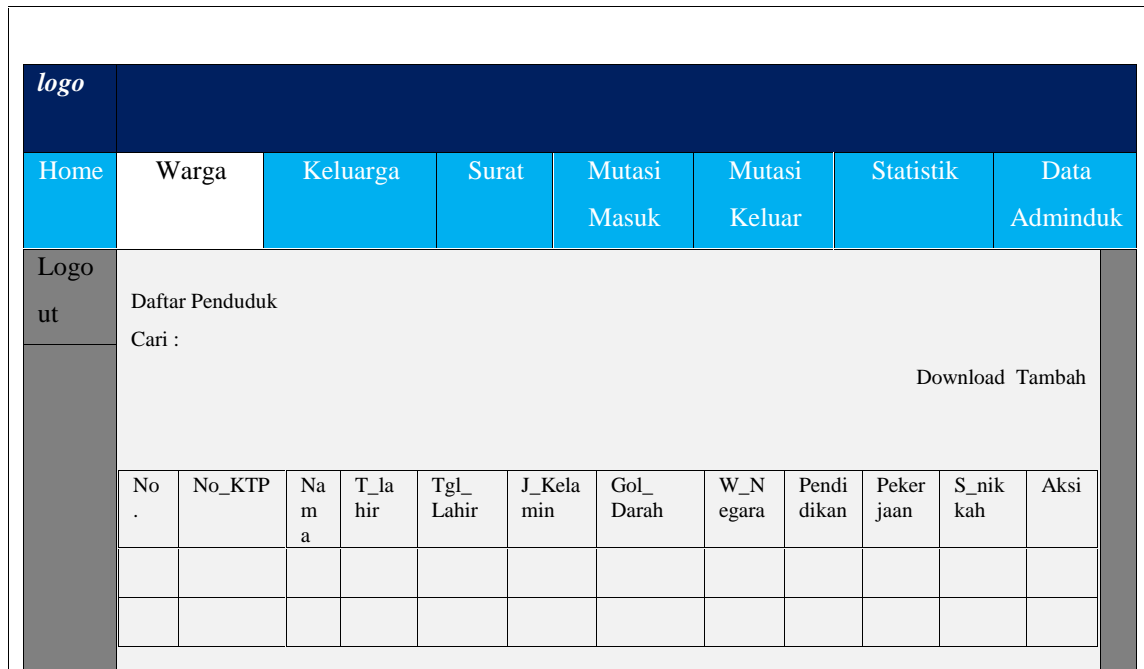 logo
Home Warga Keluarga Surat Mutasi Mutasi Statistik Data
Masuk Keluar Adminduk
Logo
ut
Daftar Penduduk
Cari :
Download Tambah
No No_KTP Na T_la Tgl_ J_Kela Gol_ W_N Pendi Peker S_nik Aksi
. m hir Lahir min Darah egara dikan jaan kah
a